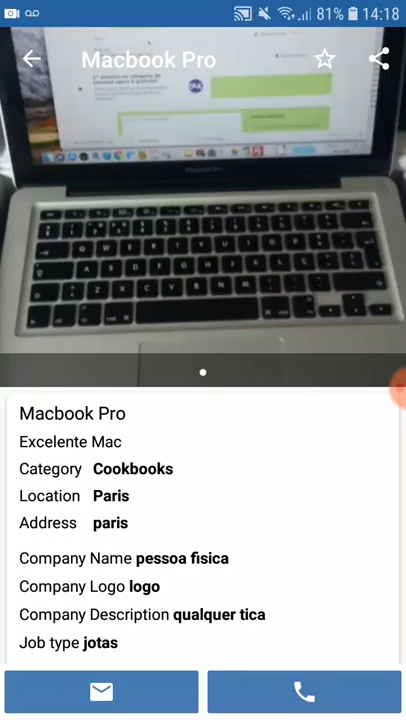 81% 14:18
Macbook Pro
Macbook Pro
Excelente Mac
Category Cookbooks
Location Paris
Address paris
Company Name pessoa fisica
Company Logo logo
Company Description qualquer tica
Job type jotas